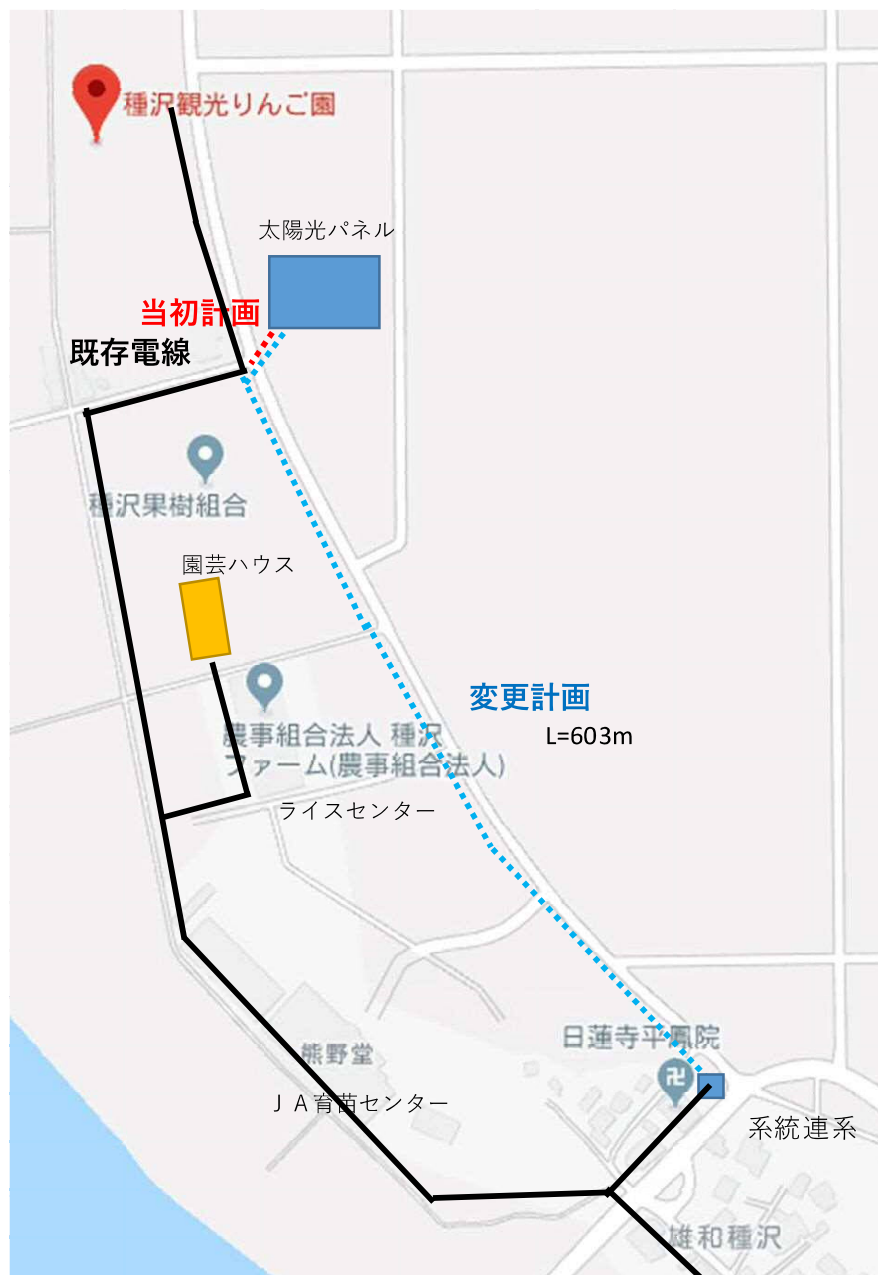 種沢観光りんご園
太陽光パネル
当初計画
既存電線
種沢果樹組合
園芸ハウス
変更計画
L=603m
農事組合法人 種沢
ファーム(農事組合法人)
ライスセンター
日蓮寺平鳳院
卍
熊野堂
ＪＡ育苗センター
系統連系
雄和種沢